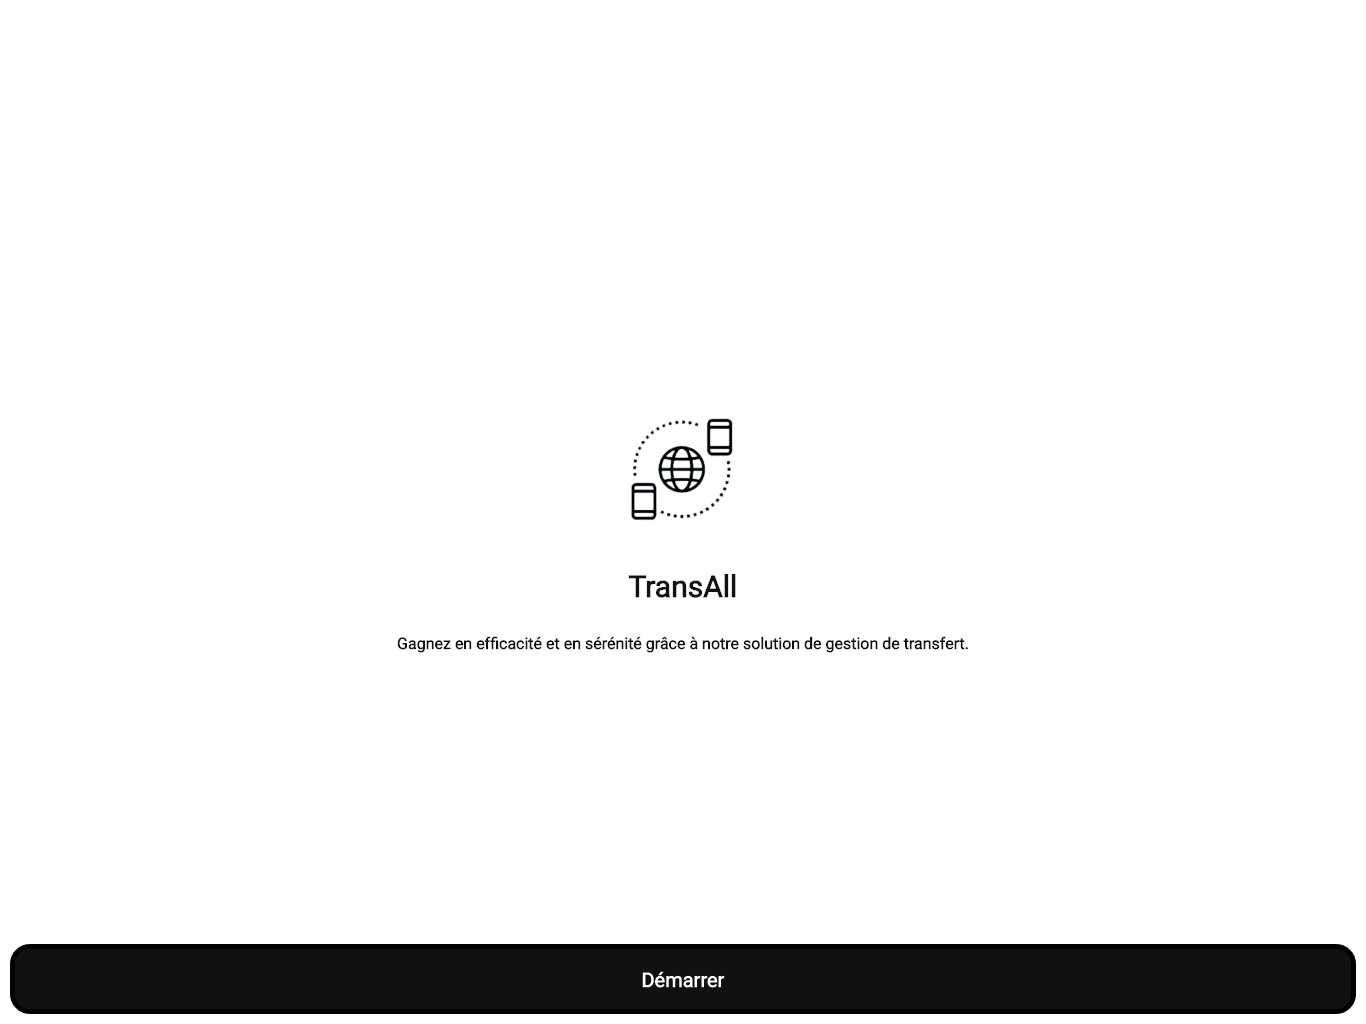 TransAll
Gagnez en efficacité et en sérénité grâce à notre solution de gestion de transfert.
Démarrer